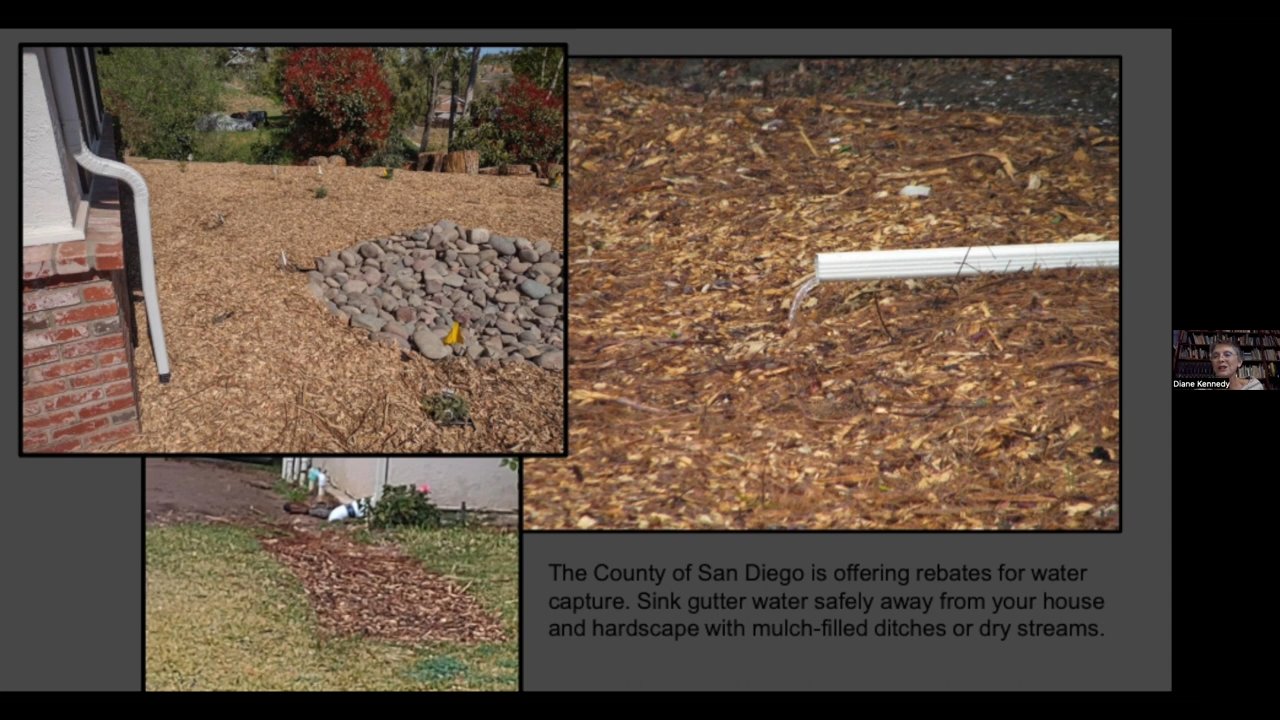 The County of San Diego is offering rebates for water
capture. Sink gutter water safely away from your house
and hardscape with mulch-filled ditches or dry streams.
Diane Kennedy